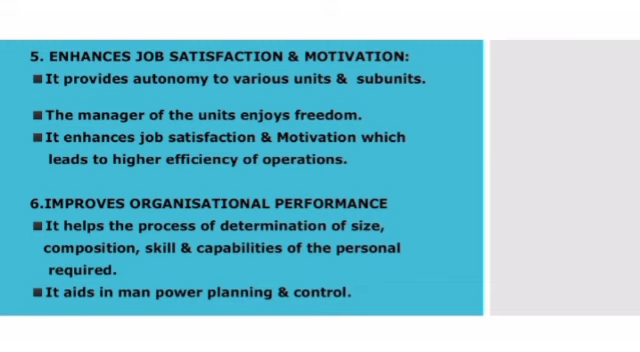 5. ENHANCES JOB SATISFACTION & MOTIVATION:
■It provides autonomy to various units & subunits.
■The manager of the units enjoys freedom.
■It enhances job satisfaction & Motivation which
leads to higher efficiency of operations.
6.IMPROVES ORGANISATIONAL PERFORMANCE
■It helps the process of determination of size,
composition, skill & capabilities of the personal
required.
■It aids in man power planning & control.